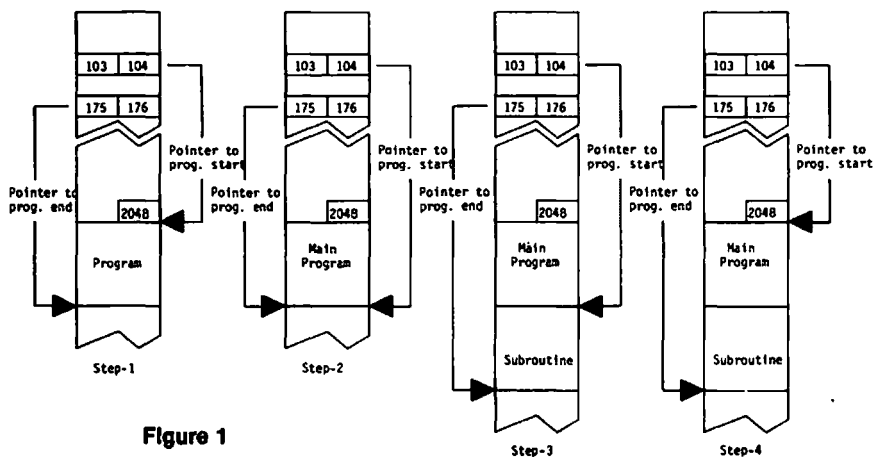 103 104
175 176
Pointer to
prog. start
Pointer to
prog. end
2048
Program
Step-1
103 104
175 176
Pointer to
prog. start
Pointer to
prog. end
2048
Main
Program
Step-2
103 104
175 176
Pointer to
prog. start
Pointer to
prog. end
2048
Main
Program
Subroutine
Step-3
103 104
175 176
Pointer to
prog. start
Pointer to
prog. end
2048
Main
Program
Subroutine
Step-4
Figure 1